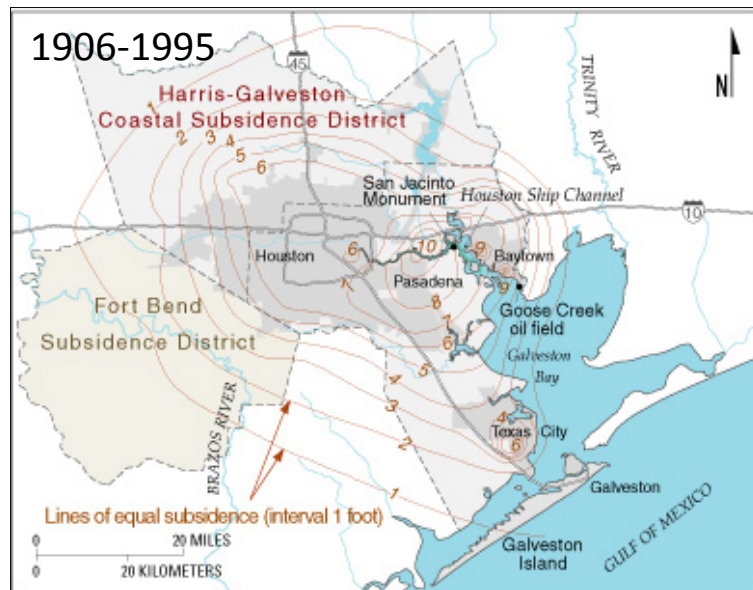 1906-1995
45
N
Harris-Galveston
Coastal Subsidence District
1
2
3
4
5
6
TRINITY
RIVER
San Jacinto
Monument
Houston Ship Channel
10
Houston
6
10
9
Baytown
7
Pasadena
8
9
Goose Creek
oil field
Fort Bend
Subsidence District
7
6
Galveston
Bay
5
4
3
4
Texas City
6
2
BRAZOS RIVER
1
Galveston
Lines of equal subsidence (interval 1 foot)
0 20 MILES
0 20 KILOMETERS
Galveston
Island
GULF OF MEXICO